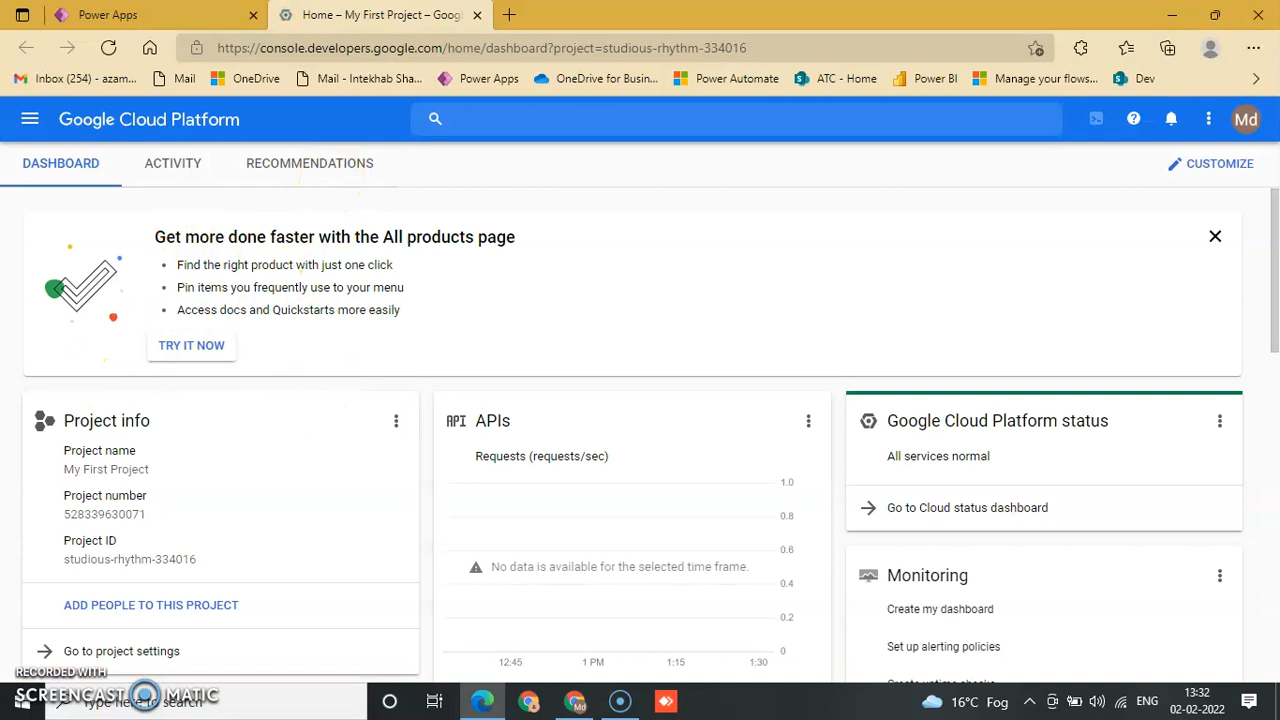 Power Apps
Home – My First Project – Googl
https://console.developers.google.com/home/dashboard?project=studious-rhythm-334016
Inbox (254) - azam...
Mail
OneDrive
Mail - Intekhab Sha...
Power Apps
OneDrive for Busin...
Power Automate
ATC - Home
Power BI
Manage your flows...
Dev
Google Cloud Platform
Md
DASHBOARD
ACTIVITY
RECOMMENDATIONS
CUSTOMIZE
Get more done faster with the All products page
Find the right product with just one click
Pin items you frequently use to your menu
Access docs and Quickstarts more easily
TRY IT NOW
Project info
Project name
My First Project
Project number
528339630071
Project ID
studious-rhythm-334016
ADD PEOPLE TO THIS PROJECT
Go to project settings
API APIs
Requests (requests/sec)
1.0
0.8
No data is available for the selected time frame.
0.6
0.4
0.2
0
12:45 1 PM 1:15 1:30
Google Cloud Platform status
All services normal
Go to Cloud status dashboard
Monitoring
Create my dashboard
Set up alerting policies
Create uptime checks
RECORDED WITH
SCREENCAST MATIC
Type here to search
Md
16°C Fog
ENG
13:32
02-02-2022